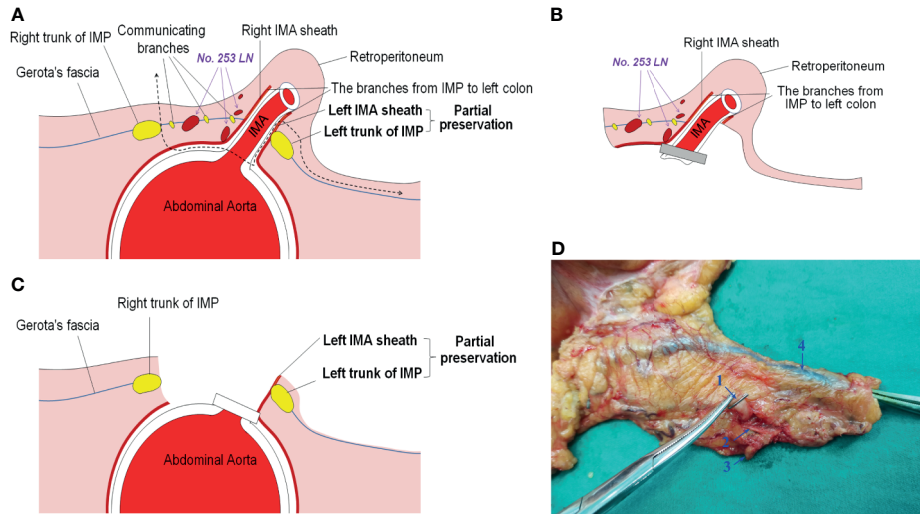 A
Right trunk of IMP
Communicating
branches
No. 253 LN
Right IMA sheath
Retroperitoneum
Gerota's fascia
The branches from
IMP to left colon
Left IMA sheath
Partial
preservation
Left trunk of IMP
IMA
Abdominal Aorta
B
Right IMA sheath
No. 253 LN
Retroperitoneum
The branches from
IMP to left colon
IMA
C
Right trunk of IMP
Gerota's fascia
Left IMA sheath
Partial
preservation
Left trunk of IMP
Abdominal Aorta
D
4
1
2
3